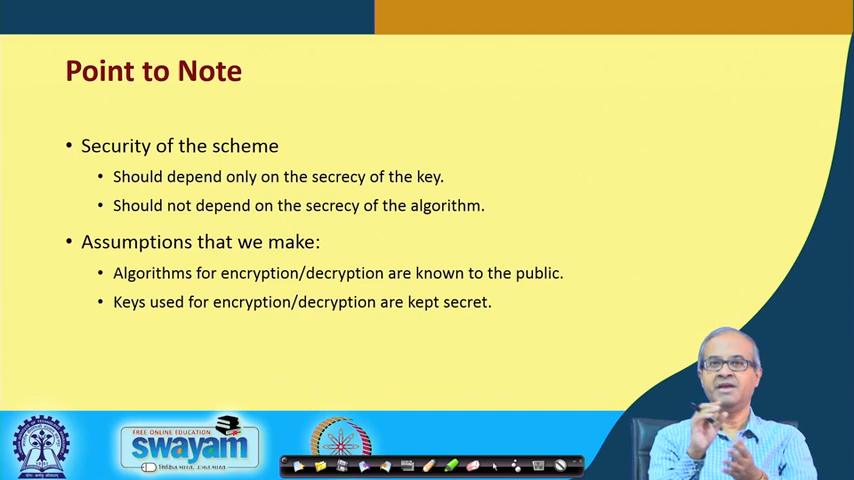 Point to Note
• Security of the scheme
• Should depend only on the secrecy of the key.
• Should not depend on the secrecy of the algorithm.
• Assumptions that we make:
• Algorithms for encryption/decryption are known to the public.
• Keys used for encryption/decryption are kept secret.
FREE ONLINE EDUCATION
swayam